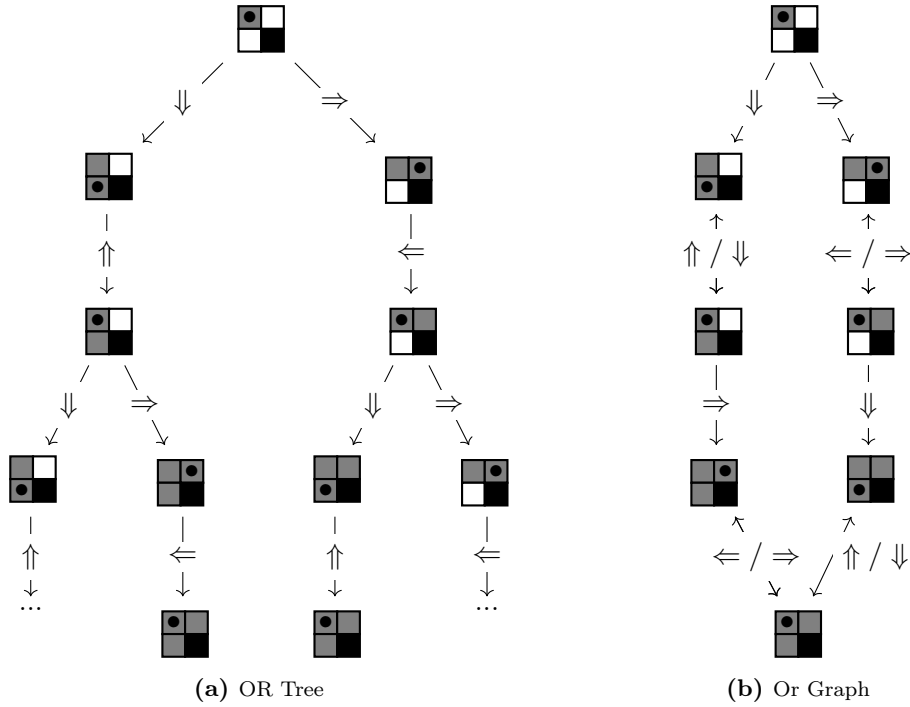 ⇓ ⇒
⇑ ⇐
⇓ ⇒ ⇓ ⇒
⇑ ⇐ ⇑ ⇐
... ...
(a) OR Tree
⇓ ⇒
⇑ / ⇓ ⇐ / ⇒
⇒ ⇓
⇐ / ⇒ ⇑ / ⇓
(b) Or Graph